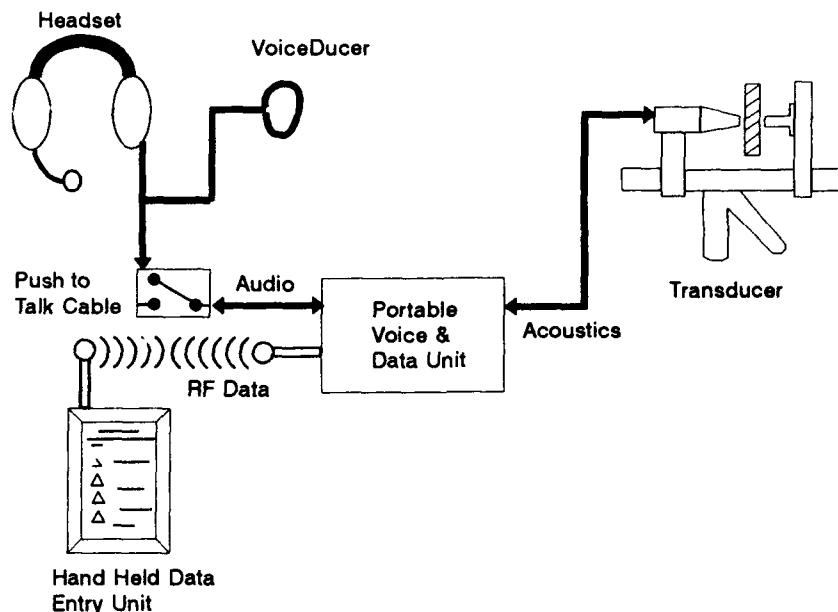 Headset
VoiceDucer
Push to
Talk Cable
Audio
Portable
Voice &
Data Unit
Acoustics
Transducer
RF Data
Hand Held Data
Entry Unit